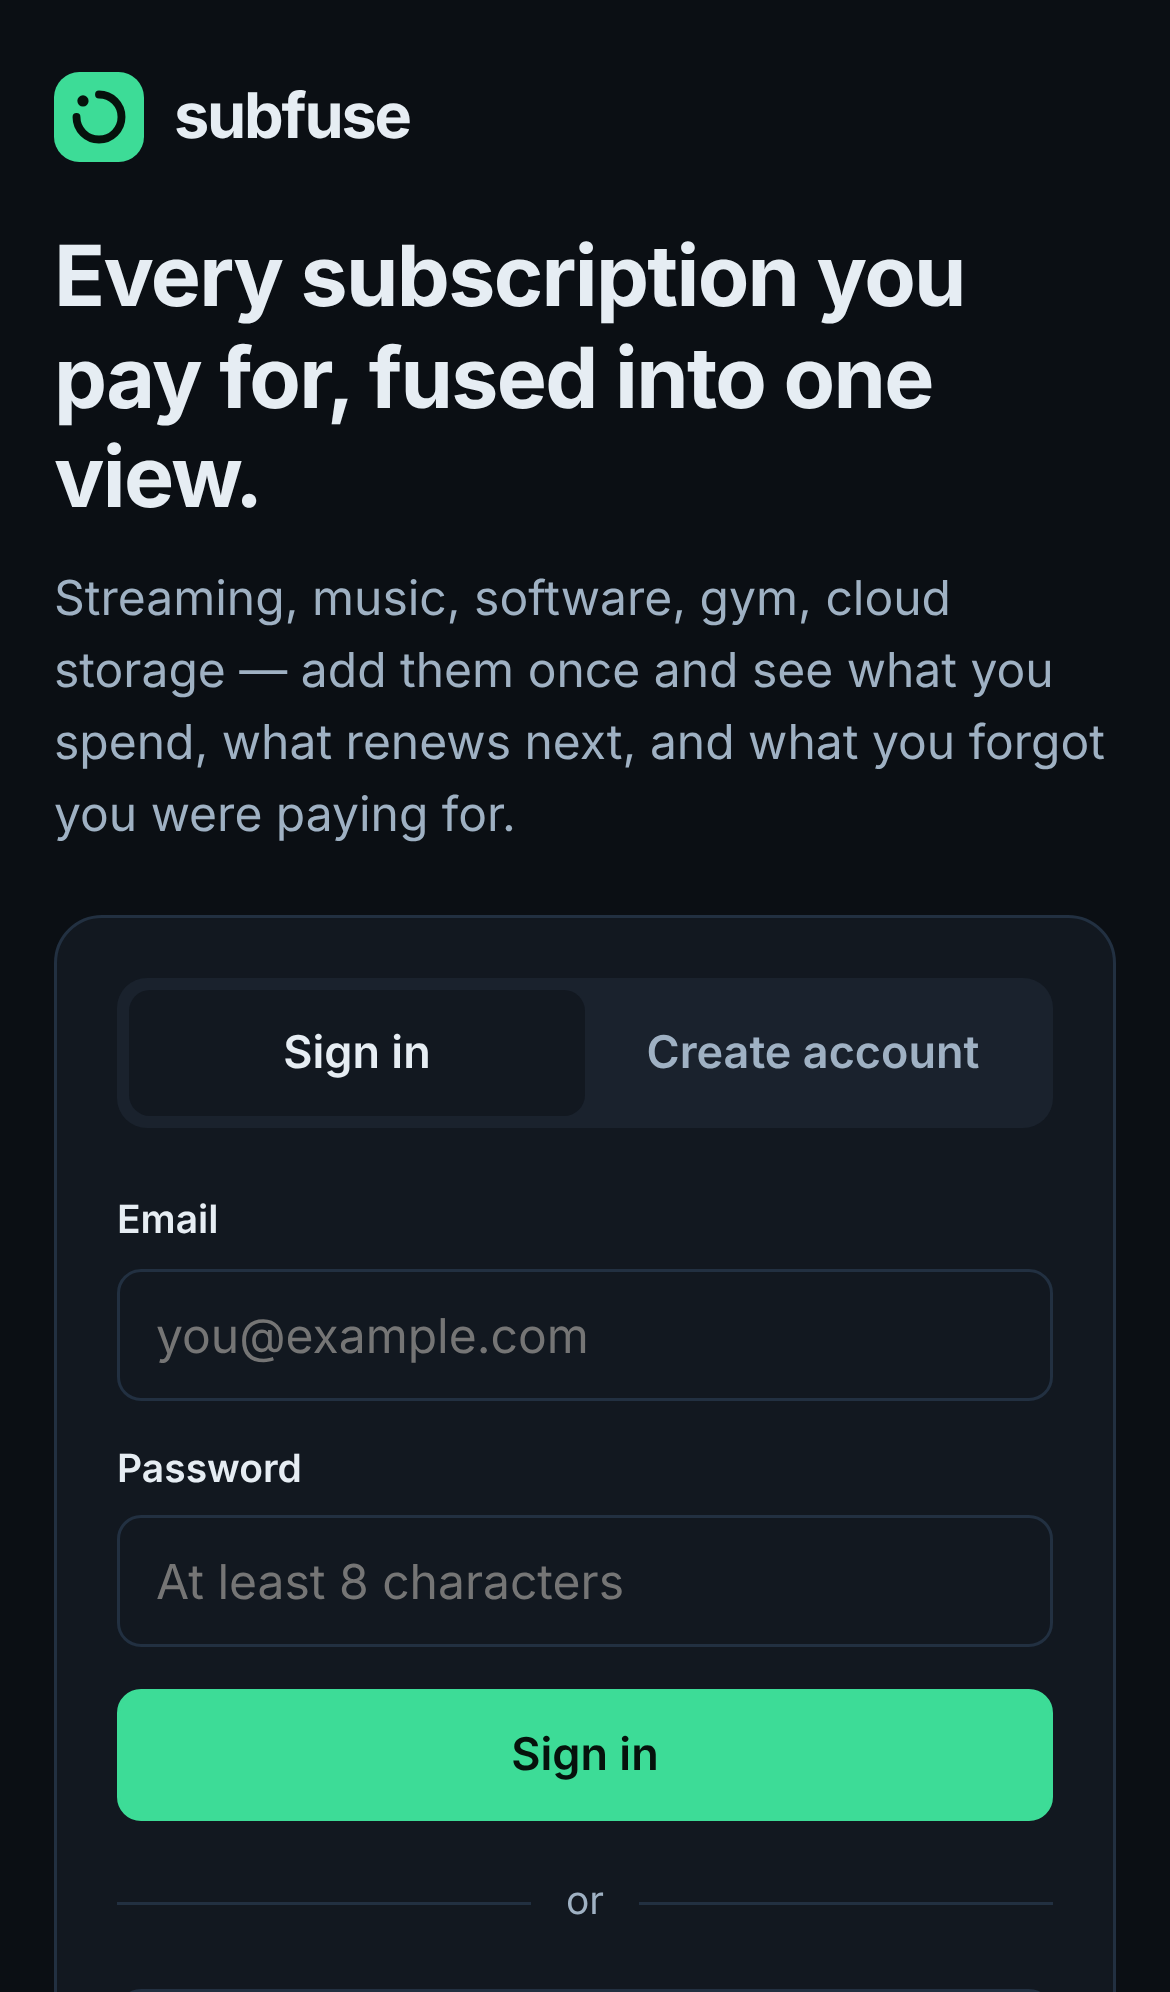 subfuse
Every subscription you
pay for, fused into one
view.
Streaming, music, software, gym, cloud
storage — add them once and see what you
spend, what renews next, and what you forgot
you were paying for.
Sign in
Create account
Email
you@example.com
Password
At least 8 characters
Sign in
or